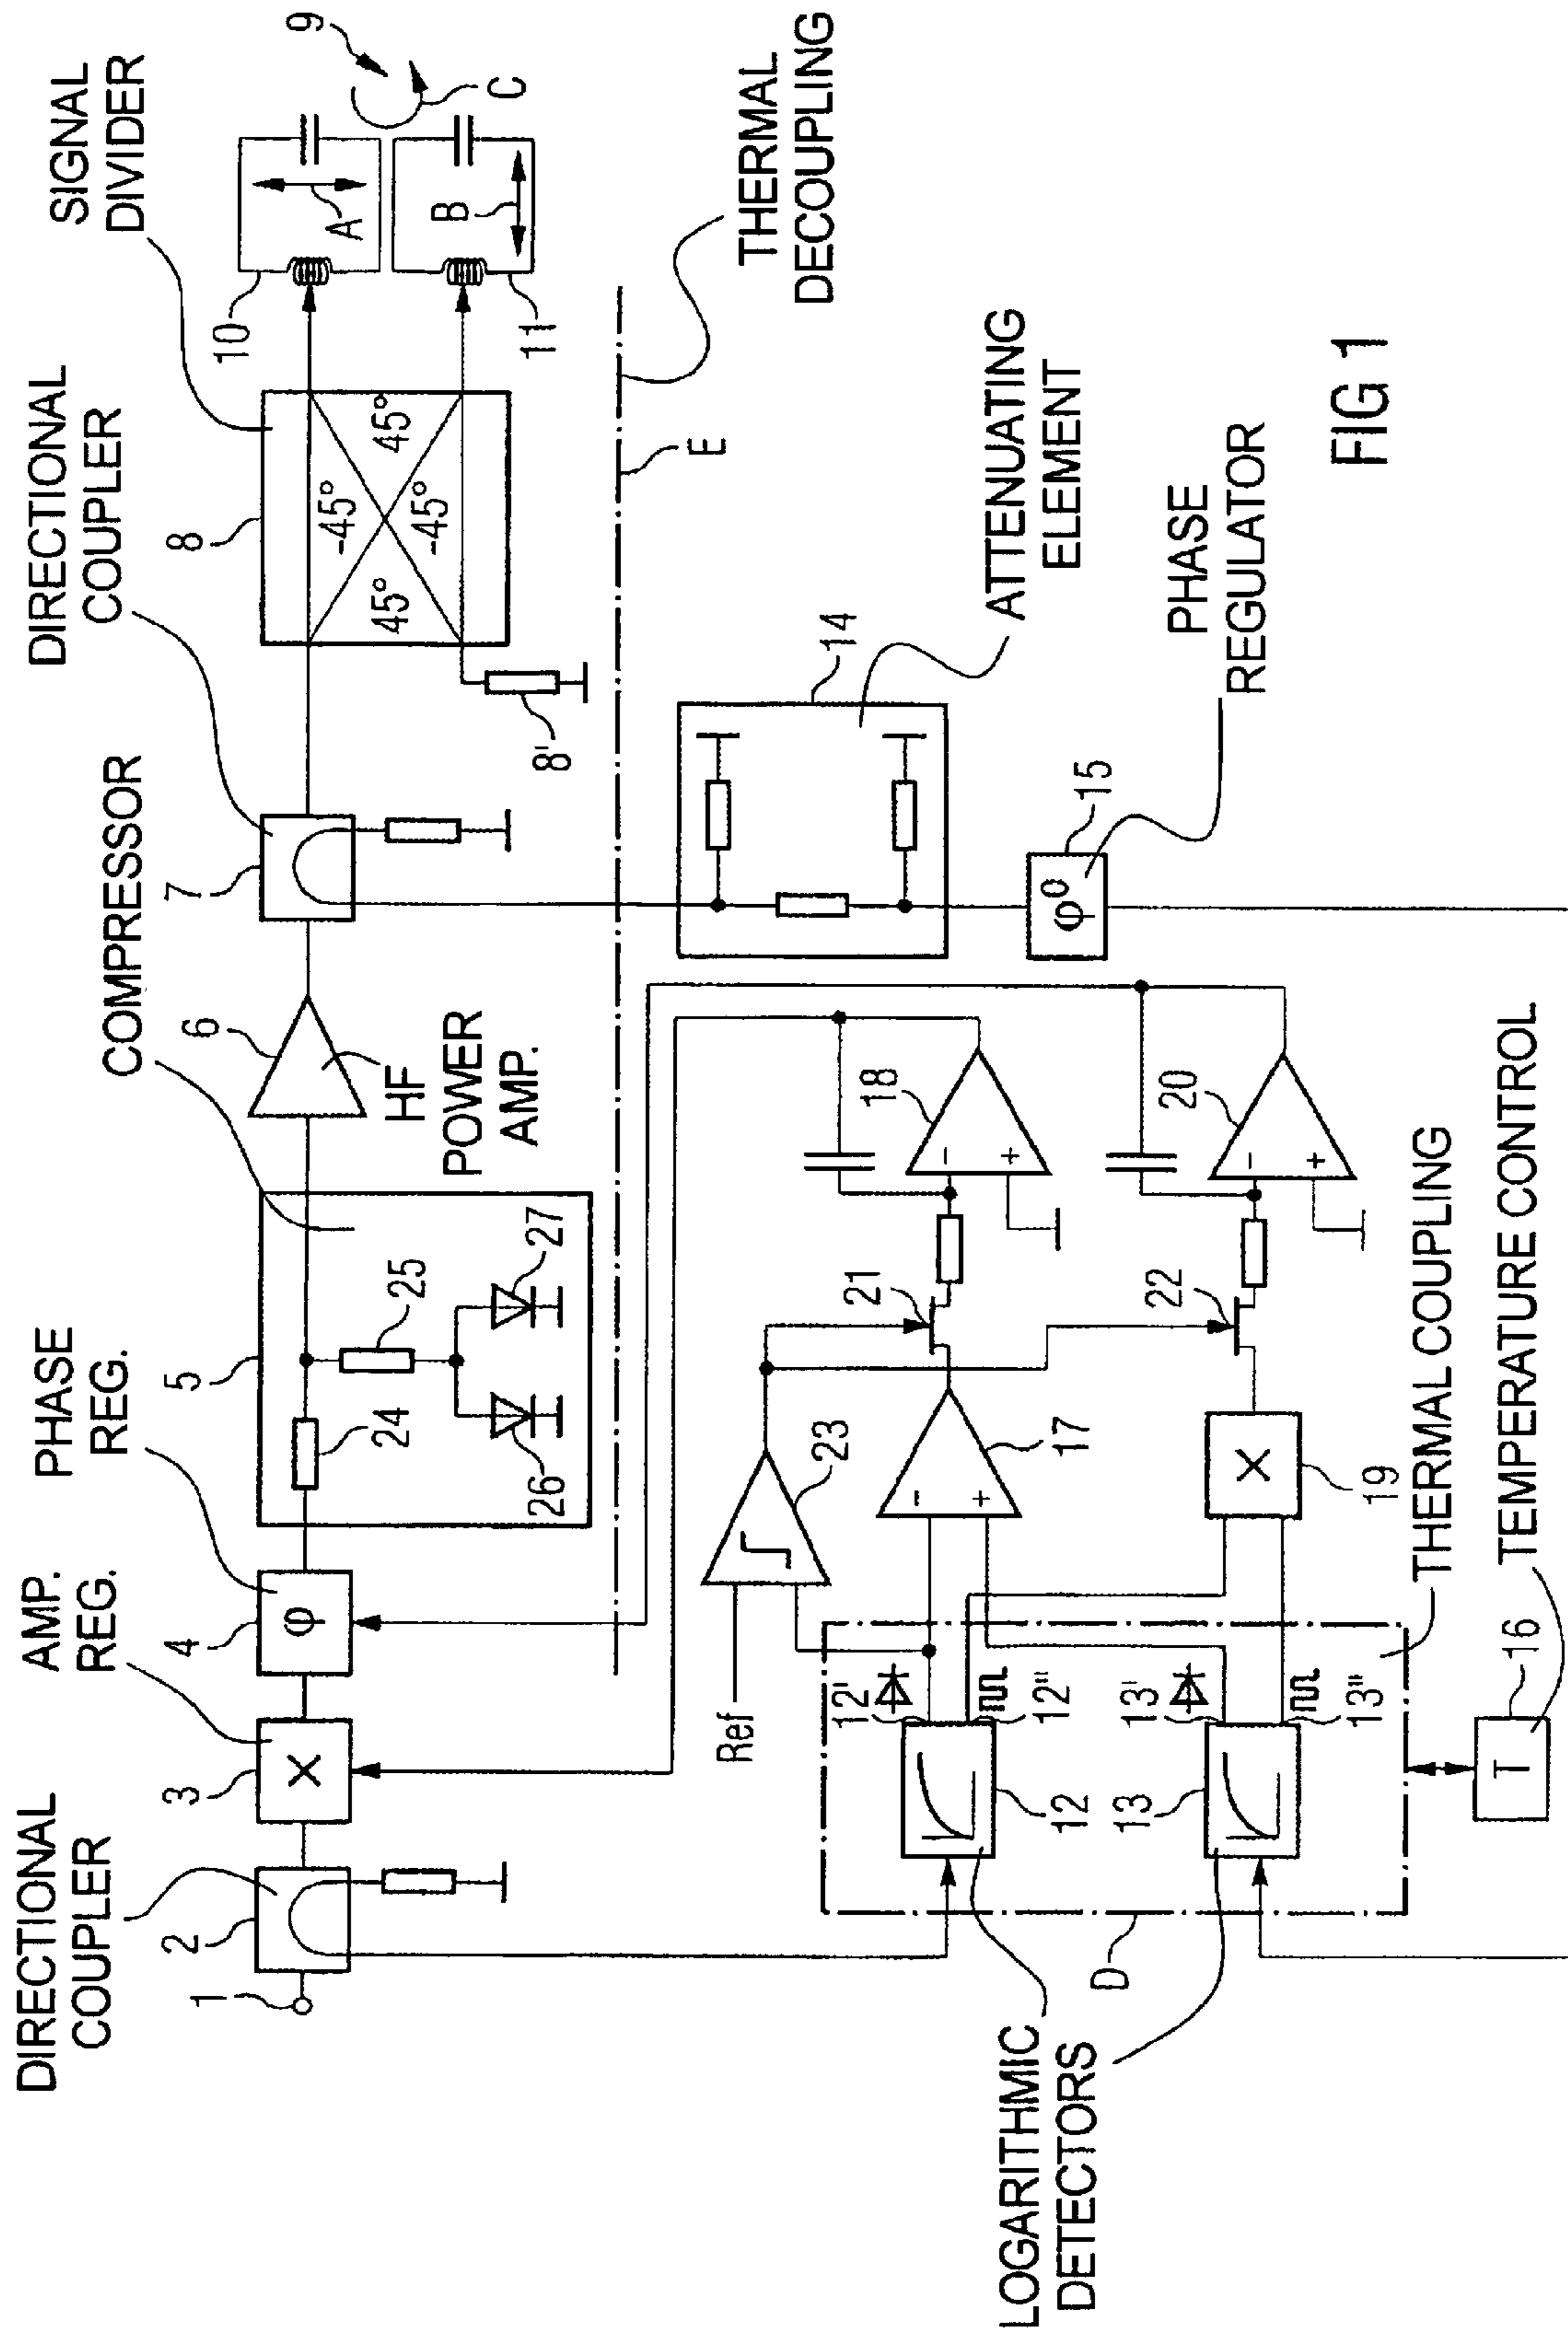 DIRECTIONAL
COUPLER
AMP.
REG.
PHASE
REG.
COMPRESSOR
DIRECTIONAL
COUPLER
SIGNAL
DIVIDER
1
2
3
X
4
φ
5
24
25
26
27
6
HF
POWER
AMP.
7
8
45°
-45°
-45°
45°
8'
10
11
A
B
C
9
E
THERMAL
DECOUPLING
14
ATTENUATING
ELEMENT
15
φ0
PHASE
REGULATOR
Ref
23
12'
12"
12
13'
13"
13
D
LOGARITHMIC
DETECTORS
−
+
17
21
−
+
18
X
19
22
−
+
20
THERMAL COUPLING
T
16
TEMPERATURE CONTROL
FIG 1